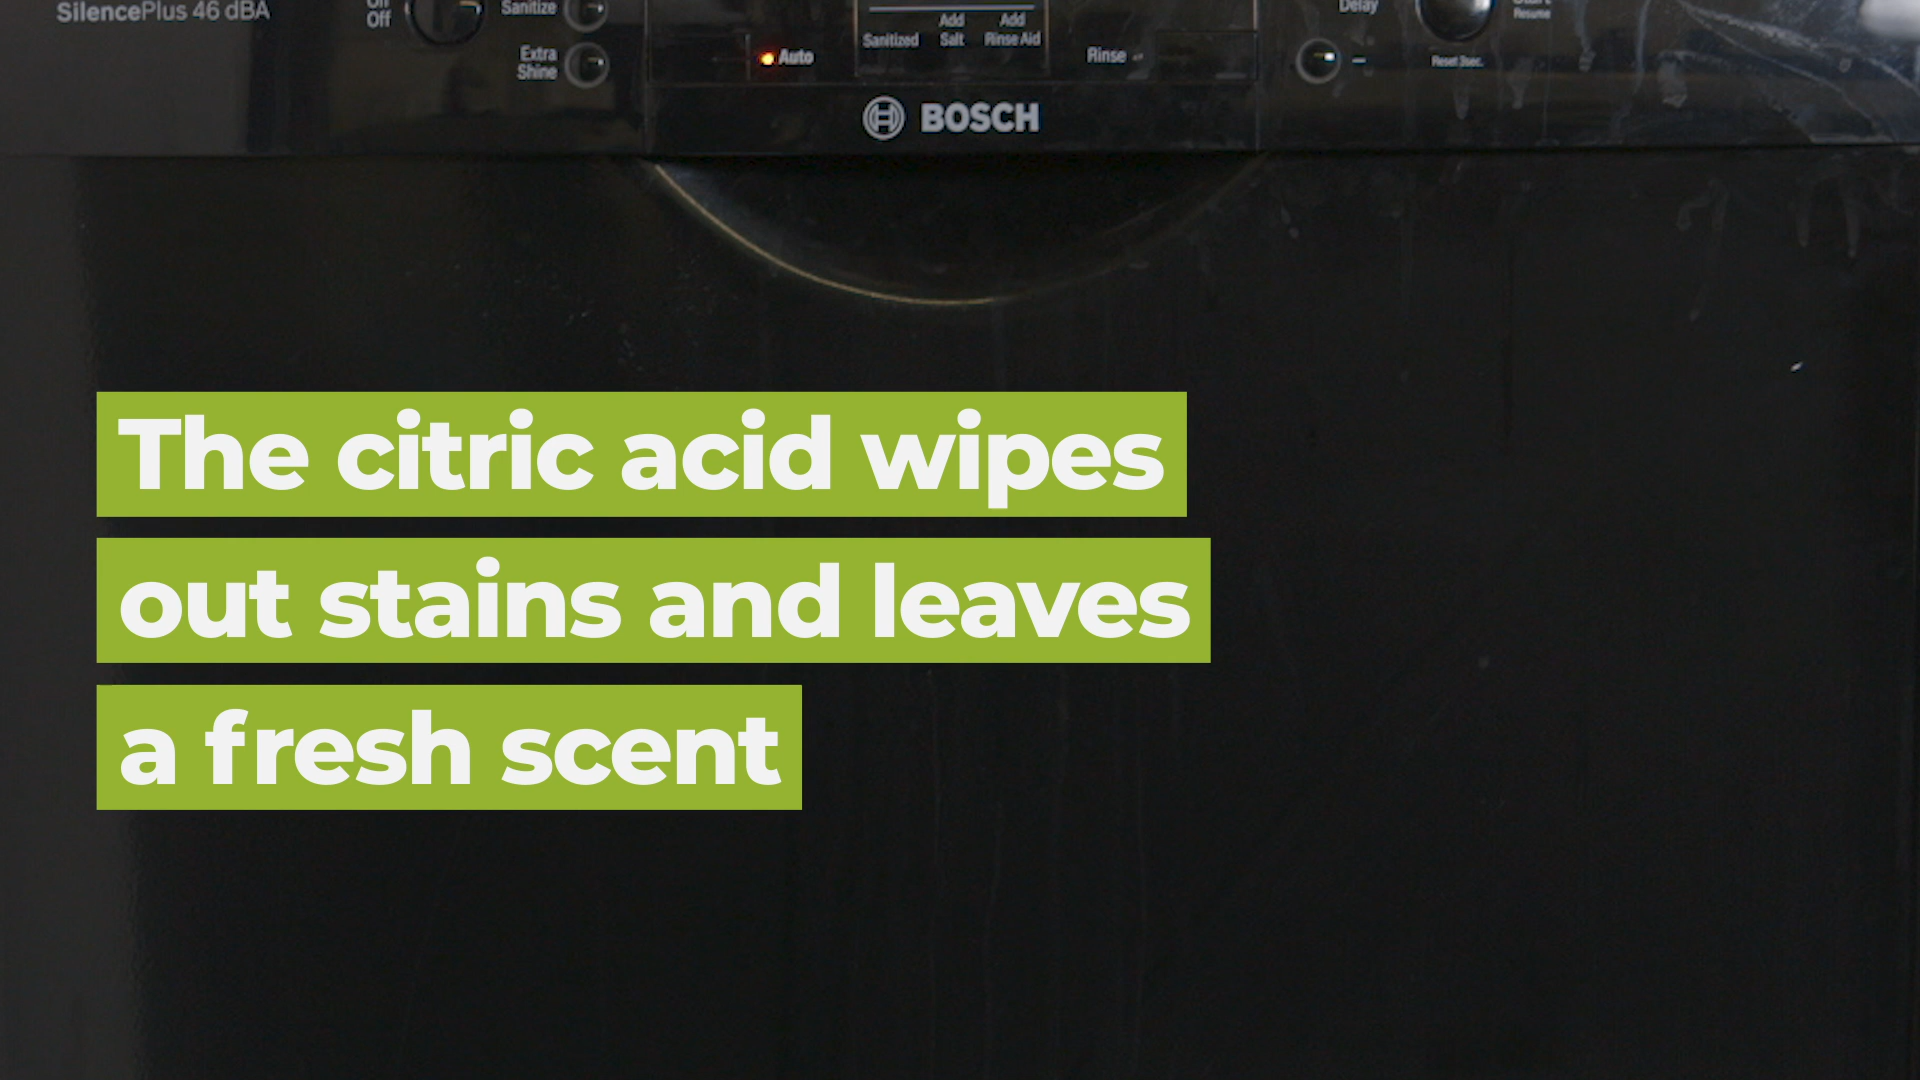 SilencePlus 46 dBA
Off
Sanitize
Extra
Shine
Auto
Sanitized
Add
Salt
Add
Rinse Aid
Rinse
Delay
Resume
Reset 3sec.
BOSCH
The citric acid wipes
out stains and leaves
a fresh scent